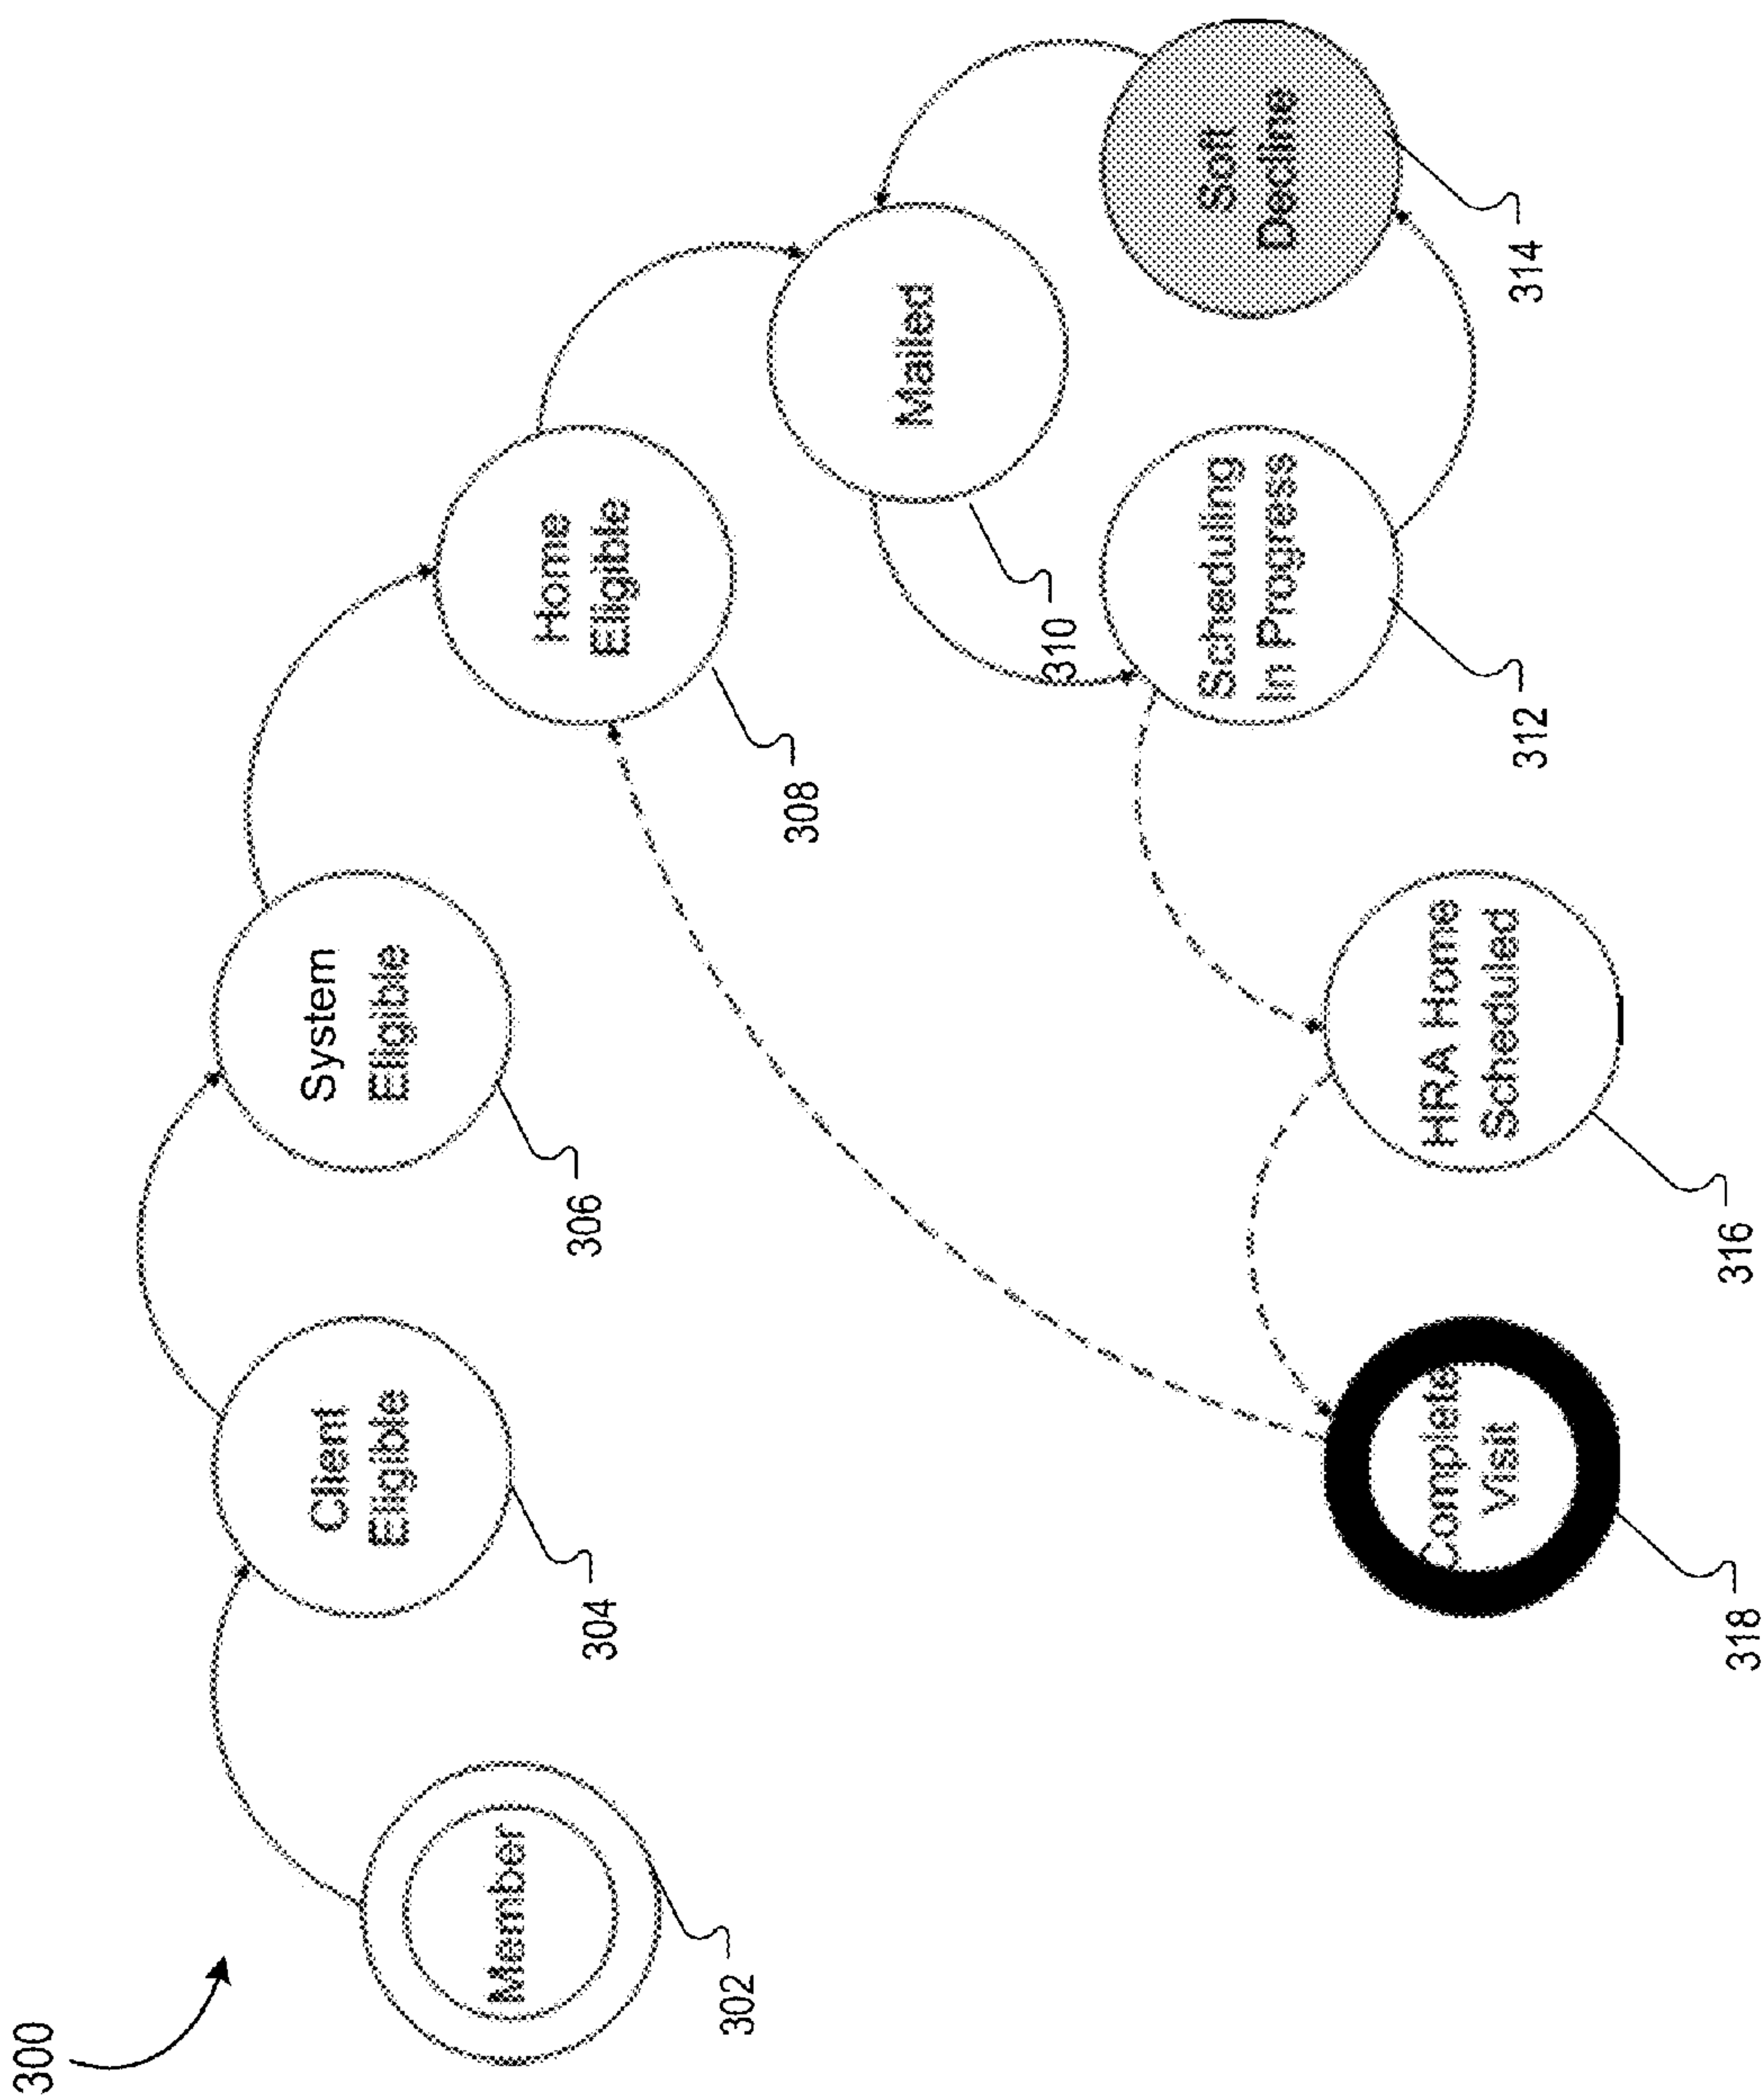 300
Member
302
Client
Eligible
304
System
Eligible
306
Home
Eligible
308
Mailed
310
Scheduling
In Progress
312
Soft
Decline
314
HRA Home
Scheduled
316
Complete
Visit
318